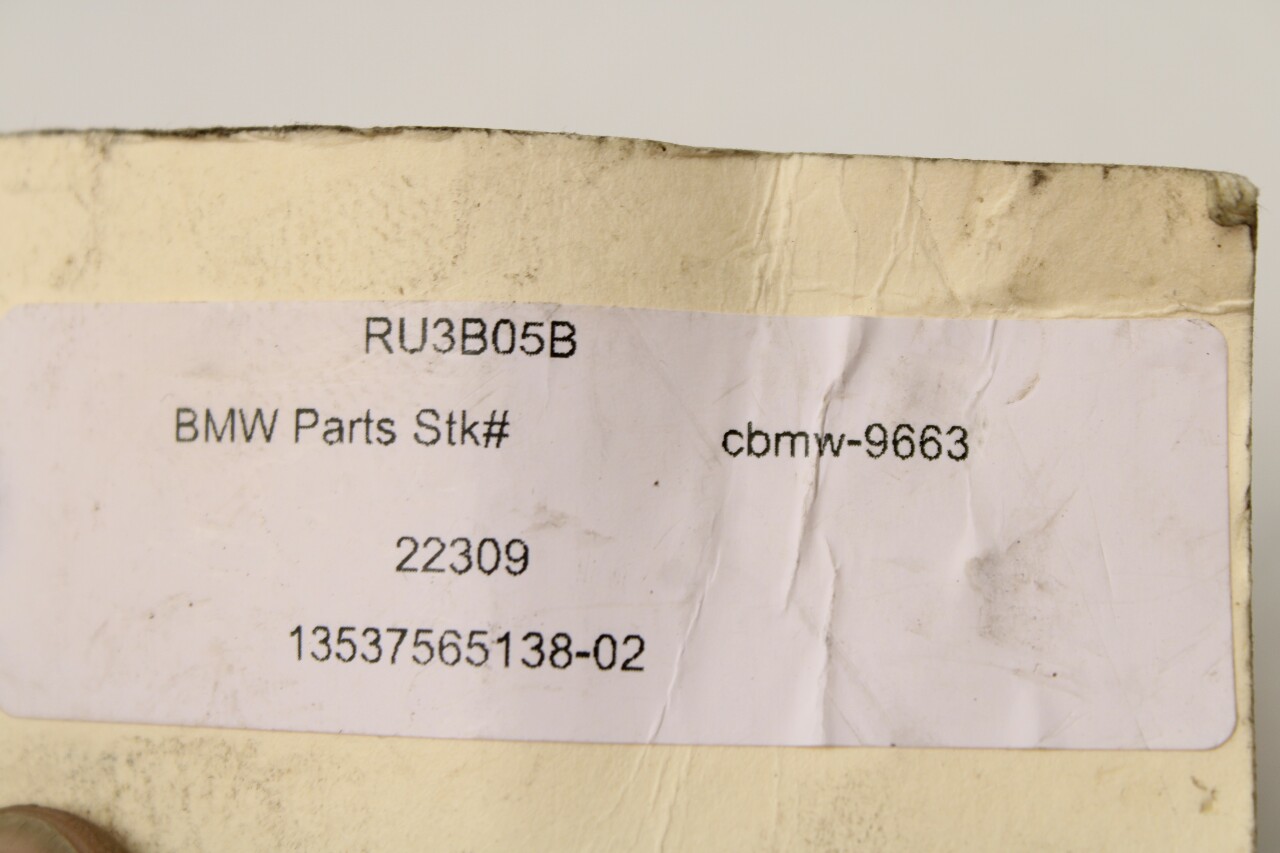 RU3B05B
BMW Parts Stk# cbmw-9663
22309
13537565138-02